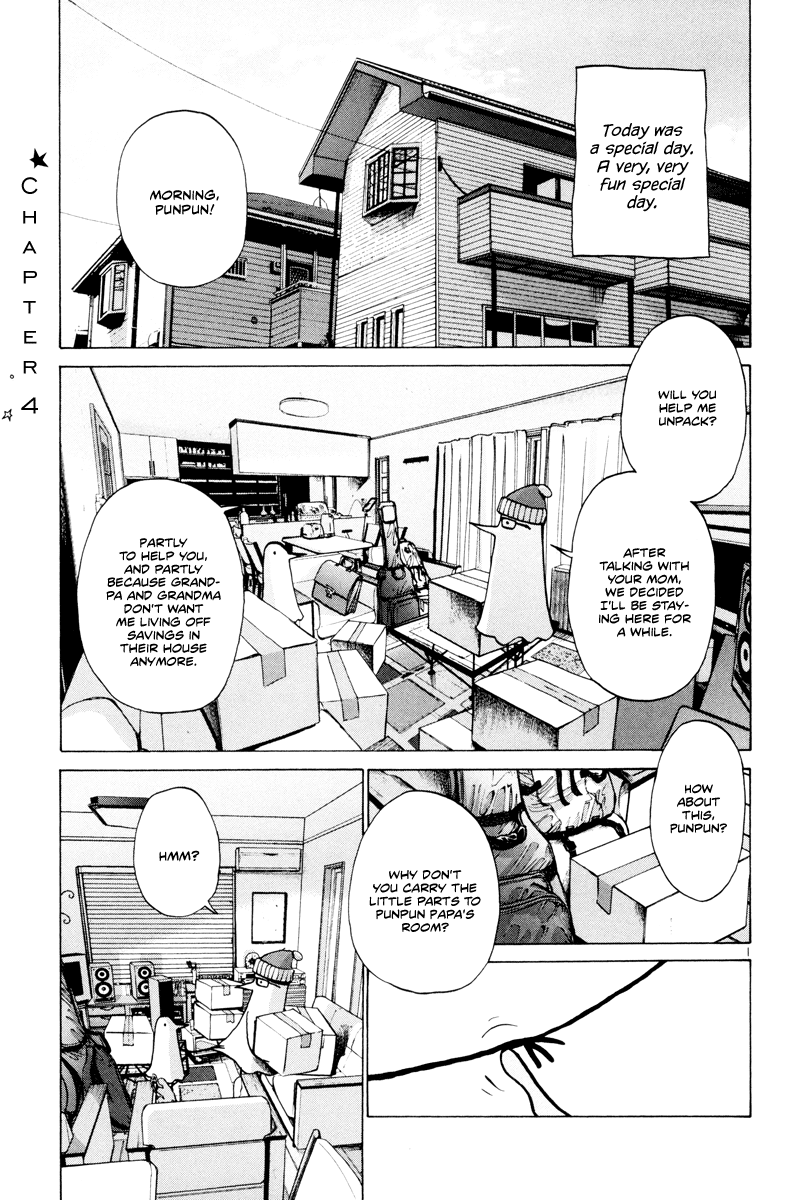 CHAPTER 4
Today was
a special day.
A very, very
fun special
day.
MORNING,
PUNPUN!
WILL YOU
HELP ME
UNPACK?
AFTER
TALKING WITH
YOUR MOM,
WE DECIDED
I'LL BE STAY-
ING HERE FOR
A WHILE.
PARTLY
TO HELP YOU,
AND PARTLY
BECAUSE GRAND-
PA AND GRANDMA
DON'T WANT
ME LIVING OFF
SAVINGS IN
THEIR HOUSE
ANYMORE.
HOW
ABOUT
THIS,
PUNPUN?
WHY DON'T
YOU CARRY THE
LITTLE PARTS TO
PUNPUN PAPA'S
ROOM?
HMM?
1